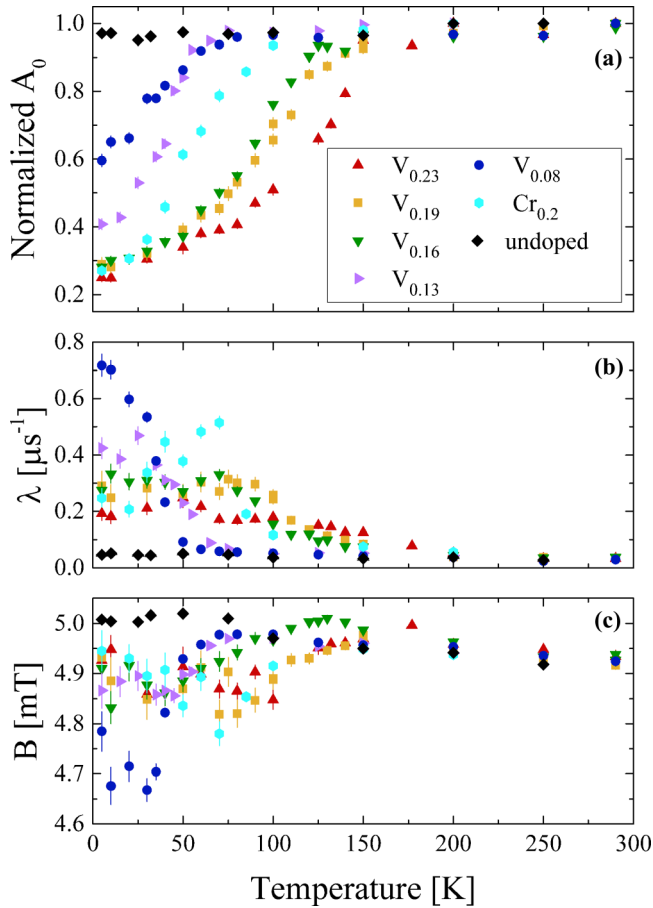 1.0
0.8
0.6
0.4
0.2
Normalized A₀
(a)
V₀.₂₃
V₀.₁₉
V₀.₁₆
V₀.₁₃
V₀.₀₈
Cr₀.₂
undoped
0.8
0.6
0.4
0.2
0.0
λ [μs⁻¹]
(b)
5.0
4.9
4.8
4.7
4.6
B [mT]
(c)
0 50 100 150 200 250 300
Temperature [K]